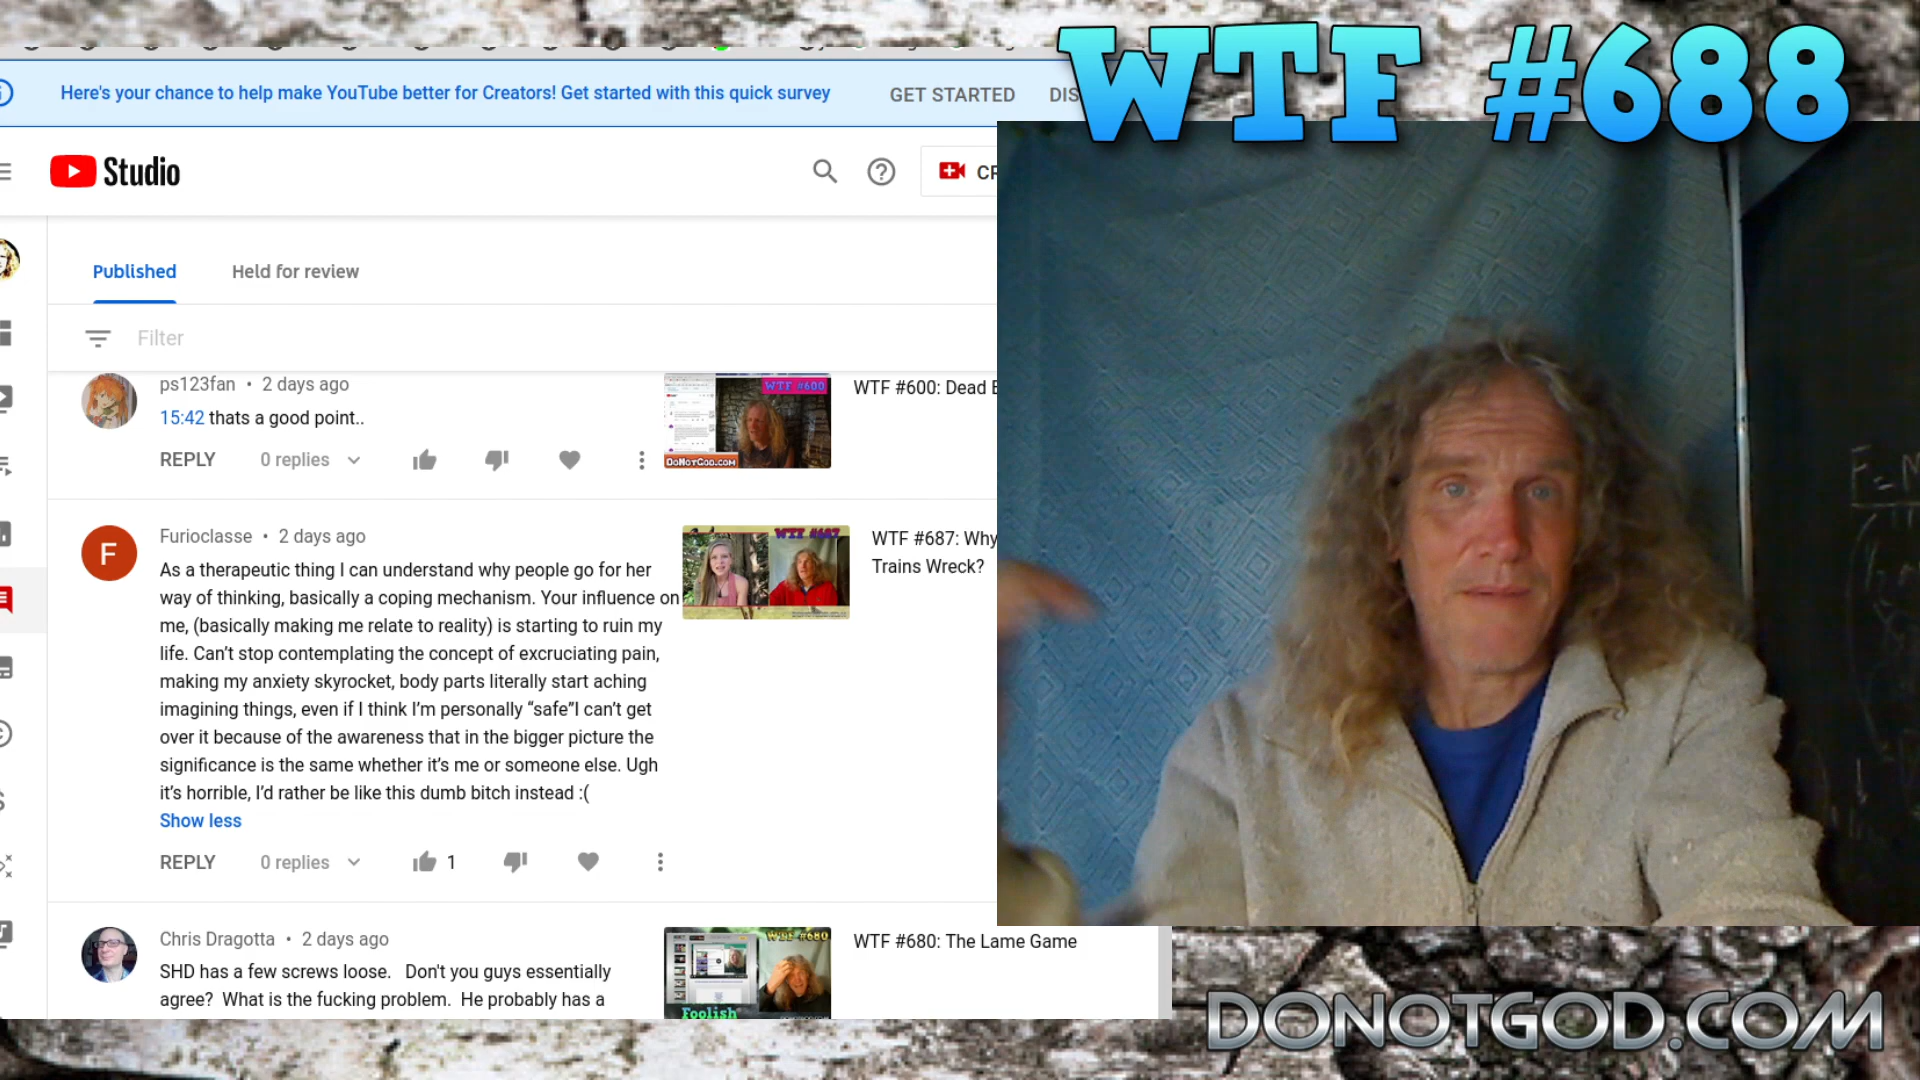 WTF #688
Here's your chance to help make YouTube better for Creators! Get started with this quick survey
GET STARTED
DIS
Studio
CR
Published
Held for review
Filter
ps123fan • 2 days ago
15:42 thats a good point..
REPLY
0 replies
WTF #600
DoNotGod.com
WTF #600: Dead
F
Furioclasse • 2 days ago
As a therapeutic thing I can understand why people go for her
way of thinking, basically a coping mechanism. Your influence on
me, (basically making me relate to reality) is starting to ruin my
life. Can’t stop contemplating the concept of excruciating pain,
making my anxiety skyrocket, body parts literally start aching
imagining things, even if I think I’m personally “safe”I can’t get
over it because of the awareness that in the bigger picture the
significance is the same whether it’s me or someone else. Ugh
it’s horrible, I’d rather be like this dumb bitch instead :(
Show less
REPLY
0 replies
1
WTF #687
WTF #687: Why
Trains Wreck?
Chris Dragotta • 2 days ago
SHD has a few screws loose.   Don't you guys essentially
agree?  What is the fucking problem.  He probably has a
WTF #680
Foolish
WTF #680: The Lame Game
DONOTGOD.COM